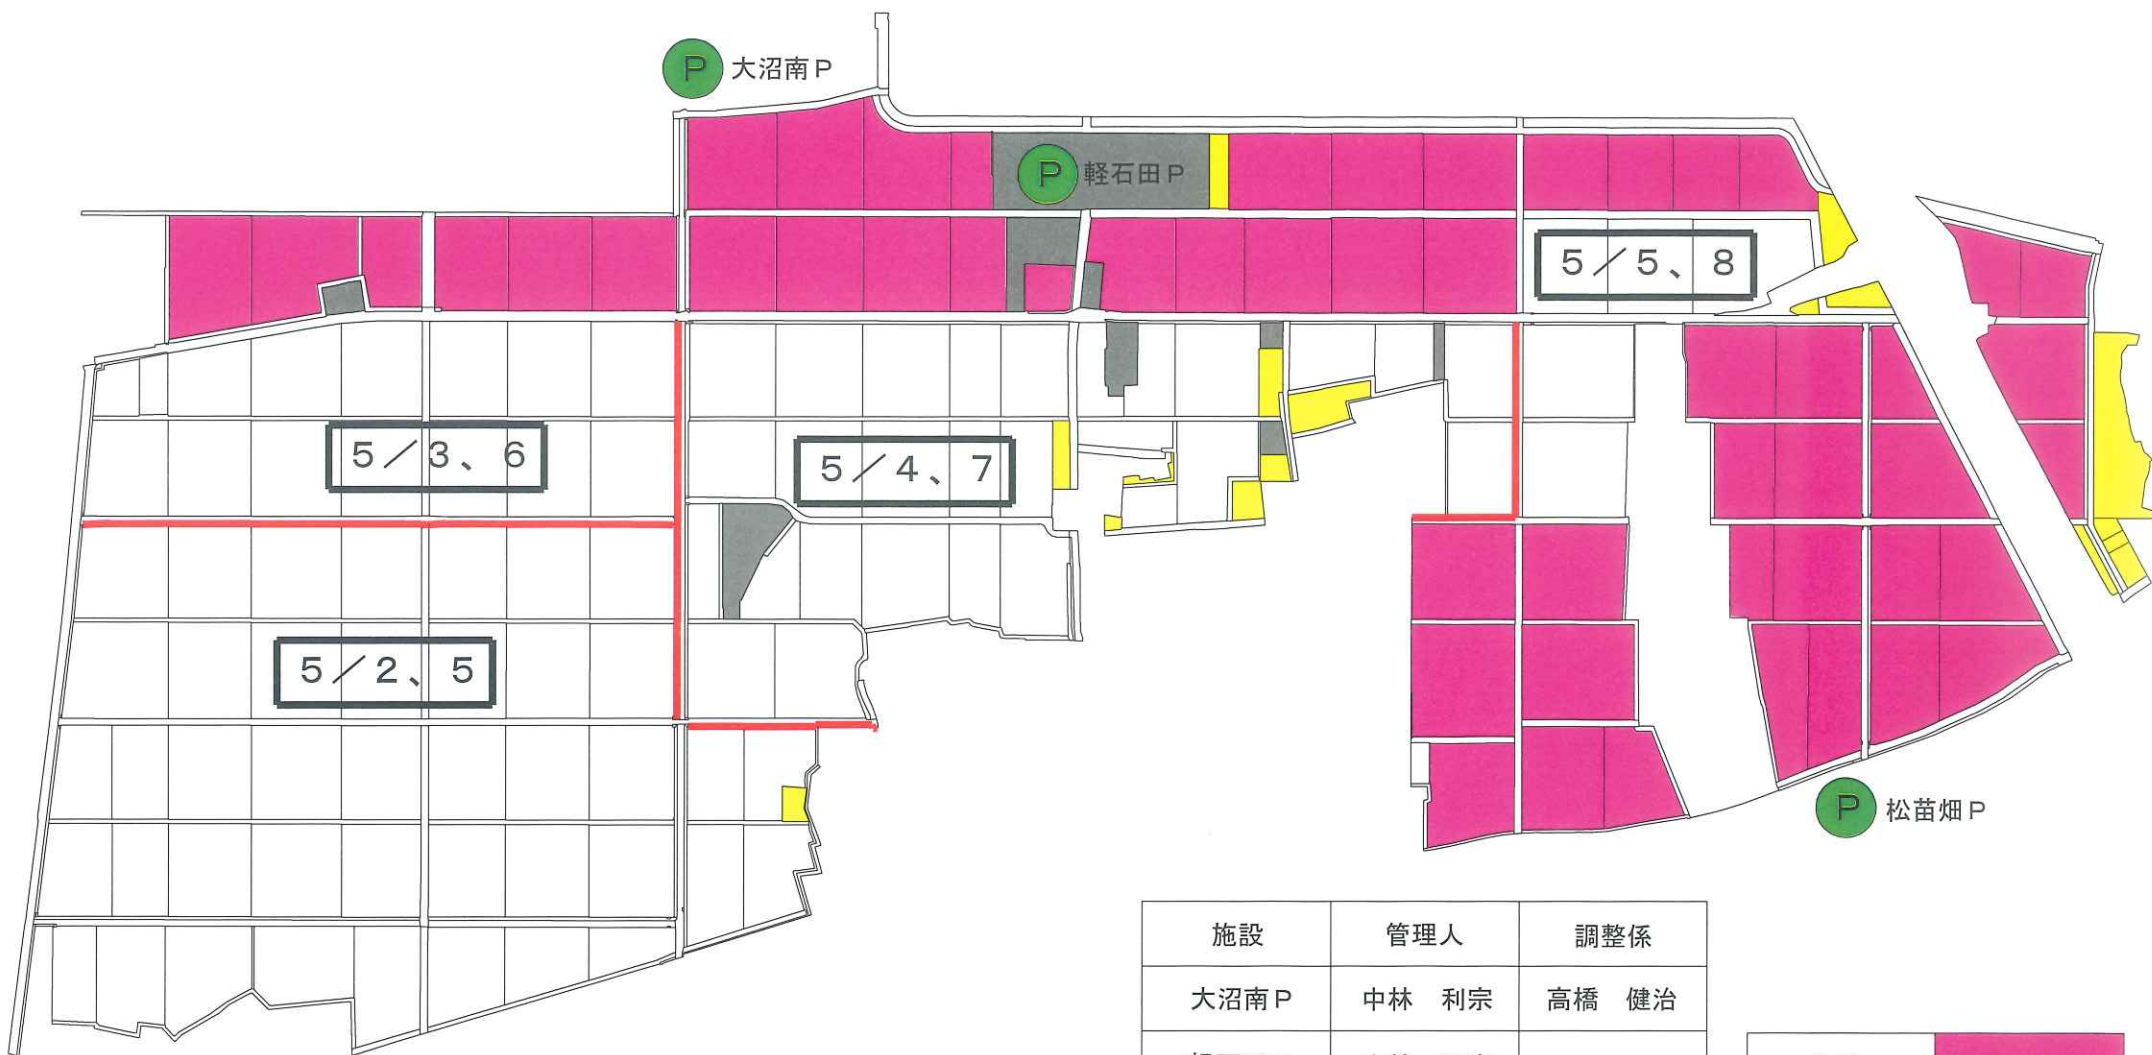 P 大沼南P
P 軽石田P
5/5、8
5/3、6
5/4、7
5/2、5
P 松苗畑P
施設 管理人 調整係
大沼南P 中林 利宗 高橋 健治